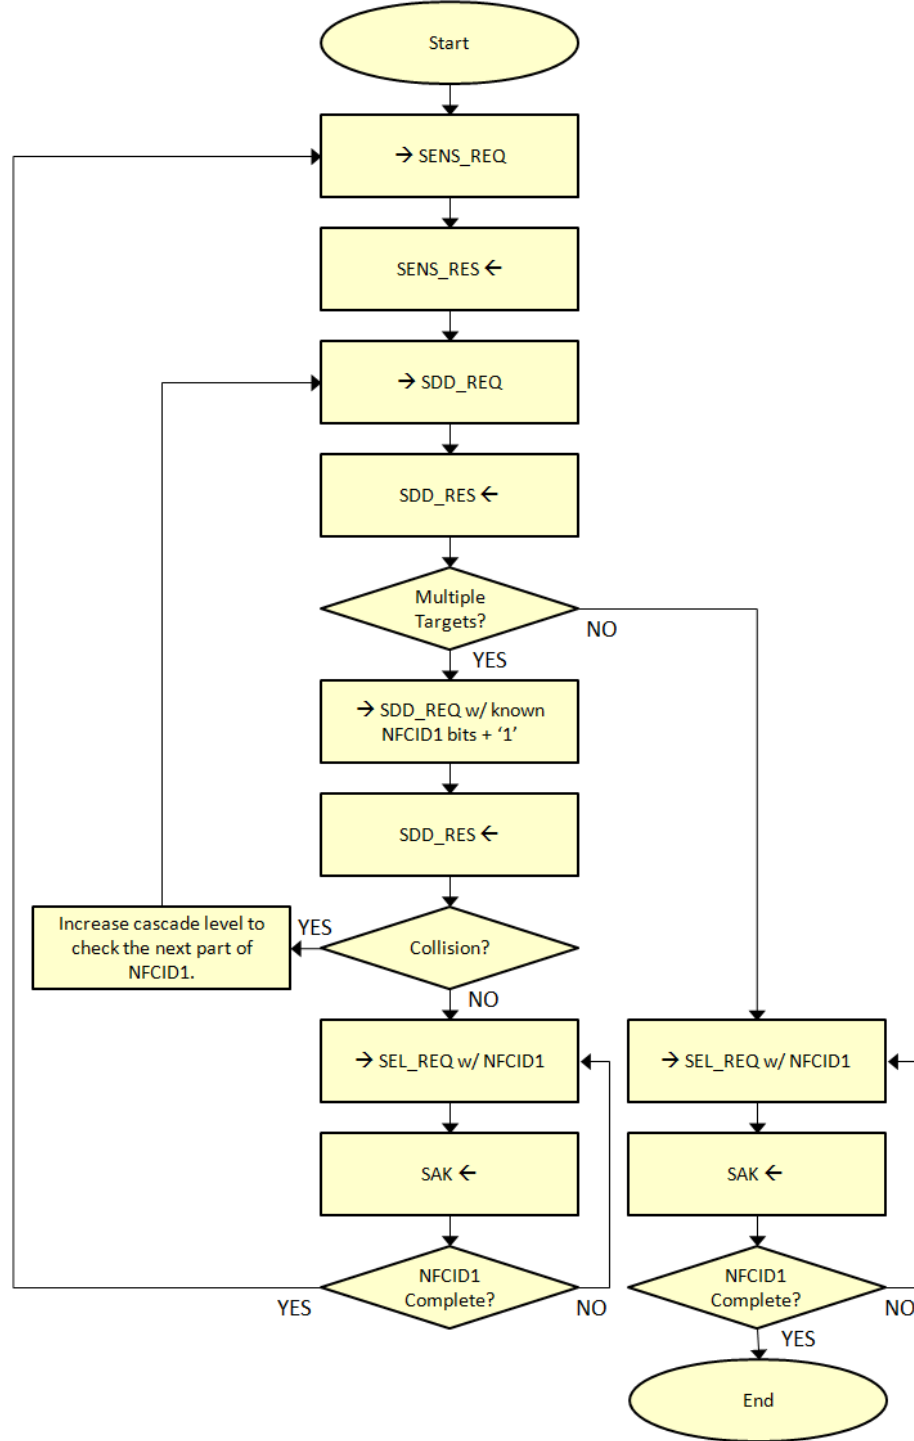 Start
→ SENS_REQ
SENS_RES ←
→ SDD_REQ
SDD_RES ←
Multiple
Targets?
NO
YES
→ SDD_REQ w/ known
NFCID1 bits + ‘1’
SDD_RES ←
Increase cascade level to
check the next part of
NFCID1.
YES
Collision?
NO
→ SEL_REQ w/ NFCID1
→ SEL_REQ w/ NFCID1
SAK ←
SAK ←
NFCID1
Complete?
YES
NO
NFCID1
Complete?
NO
YES
End